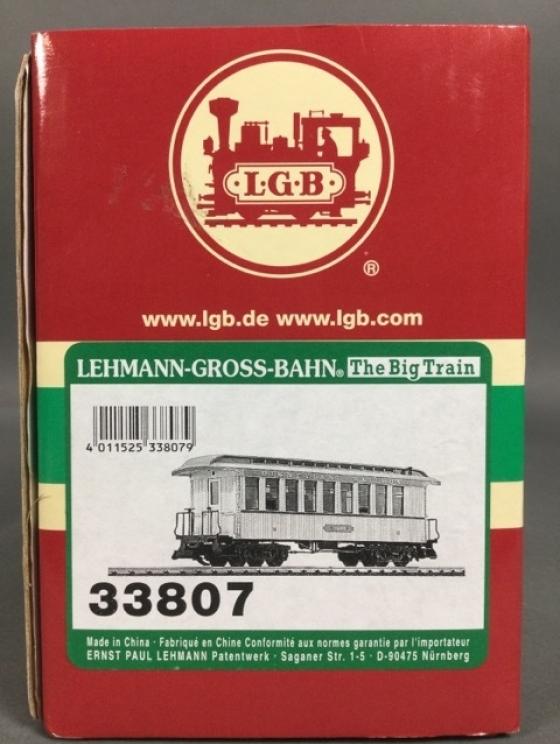 L·G·B
®
www.lgb.de www.lgb.com
LEHMANN-GROSS-BAHN® The Big Train
4 011525 338079
33807
Made in China · Fabriqué en Chine Conformité aux normes garantie par l'importateur
ERNST PAUL LEHMANN Patentwerk · Saganer Str. 1-5 · D-90475 Nürnberg